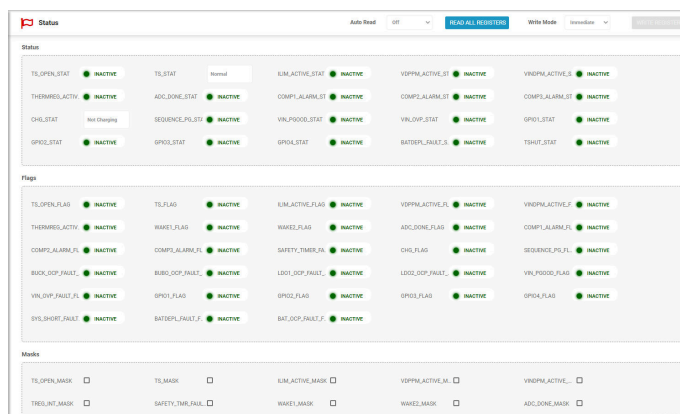 Status
Auto Read Off READ ALL REGISTERS Write Mode Immediate
Status
TS_OPEN_STAT INACTIVE TS_STAT Normal ILIM_ACTIVE_STAT INACTIVE VDPPM_ACTIVE_ST INACTIVE VINDPM_ACTIVE_S INACTIVE
THERMREG_ACTIV. INACTIVE ADC_DONE_STAT INACTIVE COMP1_ALARM_ST INACTIVE COMP2_ALARM_ST INACTIVE COMP3_ALARM_ST INACTIVE
CHG_STAT Not Charging SEQUENCE_PG_STA INACTIVE VIN_PGOOD_STAT INACTIVE VIN_OVP_STAT INACTIVE GPIO1_STAT INACTIVE
GPIO2_STAT INACTIVE GPIO3_STAT INACTIVE GPIO4_STAT INACTIVE BATDEPL_FAULT_S. INACTIVE TSHUT_STAT INACTIVE
Flags
TS_OPEN_FLAG INACTIVE TS_FLAG INACTIVE ILIM_ACTIVE_FLAG INACTIVE VDPPM_ACTIVE_FL INACTIVE VINDPM_ACTIVE_F INACTIVE
THERMREG_ACTIV. INACTIVE WAKE1_FLAG INACTIVE WAKE2_FLAG INACTIVE ADC_DONE_FLAG INACTIVE COMP1_ALARM_FL INACTIVE
COMP2_ALARM_FL INACTIVE COMP3_ALARM_FL INACTIVE SAFETY_TIMER_FA. INACTIVE CHG_FLAG INACTIVE SEQUENCE_PG_FL.. INACTIVE
BUCK_OCP_FAULT_ INACTIVE BUBO_OCP_FAULT_ INACTIVE LDO1_OCP_FAULT_ INACTIVE LDO2_OCP_FAULT_ INACTIVE VIN_PGOOD_FLAG INACTIVE
VIN_OVP_FAULT_FL INACTIVE GPIO1_FLAG INACTIVE GPIO2_FLAG INACTIVE GPIO3_FLAG INACTIVE GPIO4_FLAG INACTIVE
SYS_SHORT_FAULT INACTIVE BATDEPL_FAULT_F. INACTIVE BAT_OCP_FAULT_F. INACTIVE
Masks
TS_OPEN_MASK TS_MASK ILIM_ACTIVE_MASK VDPPM_ACTIVE_M.. VINDPM_ACTIVE_...
TREG_INT_MASK SAFETY_TMR_FAUL. WAKE1_MASK WAKE2_MASK ADC_DONE_MASK